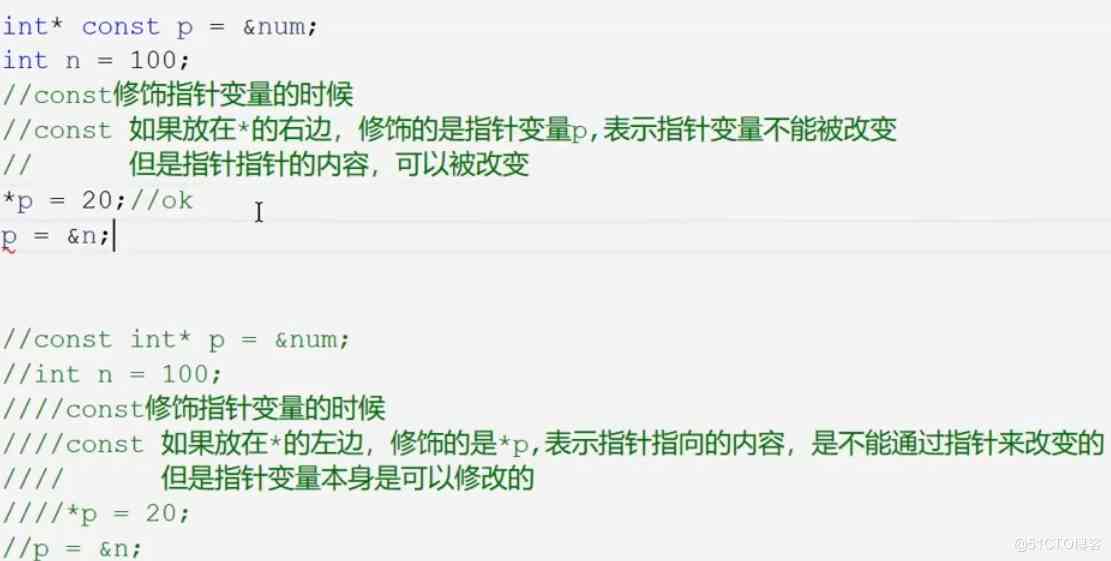 int* const p = &num;
int n = 100;
//const修饰指针变量的时候
//const 如果放在*的右边，修饰的是指针变量p,表示指针变量不能被改变
//      但是指针指针的内容，可以被改变
*p = 20;//ok
p = &n;
//const int* p = &num;
//int n = 100;
////const修饰指针变量的时候
////const 如果放在*的左边，修饰的是*p,表示指针指向的内容，是不能通过指针来改变的
////      但是指针变量本身是可以修改的
////*p = 20;
//p = &n;
@51CTO博客